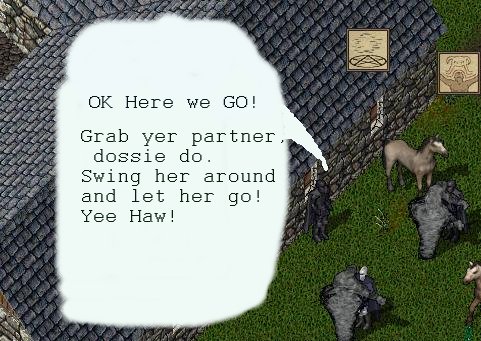 OK Here we GO!
Grab yer partner,
dossie do.
Swing her around
and let her go!
Yee Haw!